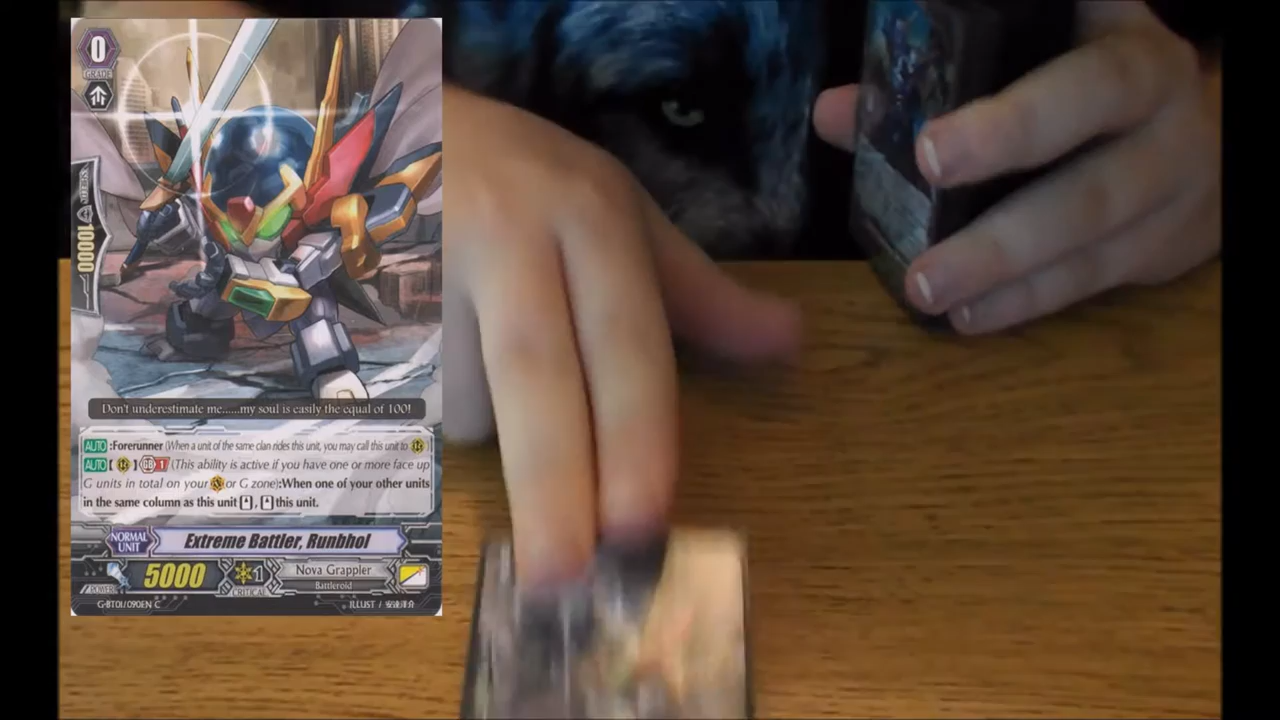 0
GRADE
SHIELD
10000
Don't underestimate me......my soul is easily the equal of 100!
AUTO :Forerunner (When a unit of the same clan rides this unit, you may call this unit to
AUTO [ ] GB 1 (This ability is active if you have one or more face up
G units in total on your or G zone):When one of your other units
in the same column as this unit [ ], [ ] this unit.
NORMAL
UNIT
Extreme Battler, Runbhol
POWER
5000
1
CRITICAL
Nova Grappler
Battleroid
G-BT01/090EN C
ILLUST / 安達洋介